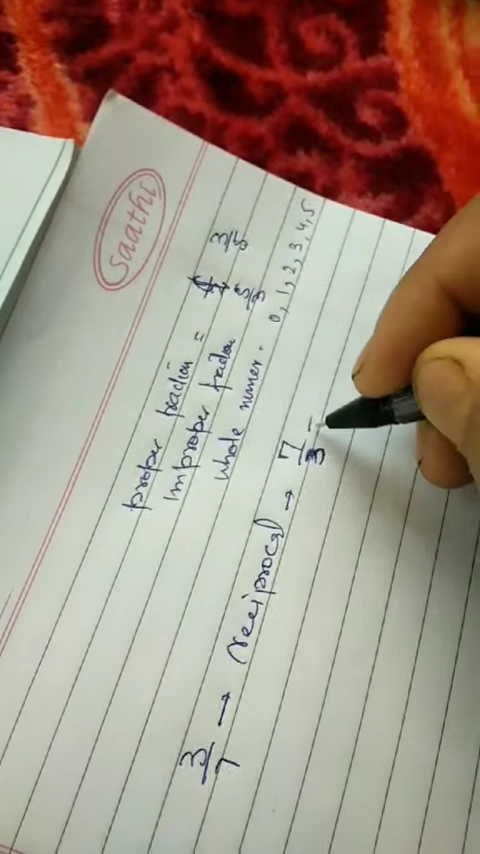 Saathi
proper fraction = 3/5
improper fraction 5/3
whole numer. 0, 1, 2, 3, 4, 5
3/7 → reciprocal → 7/3 -